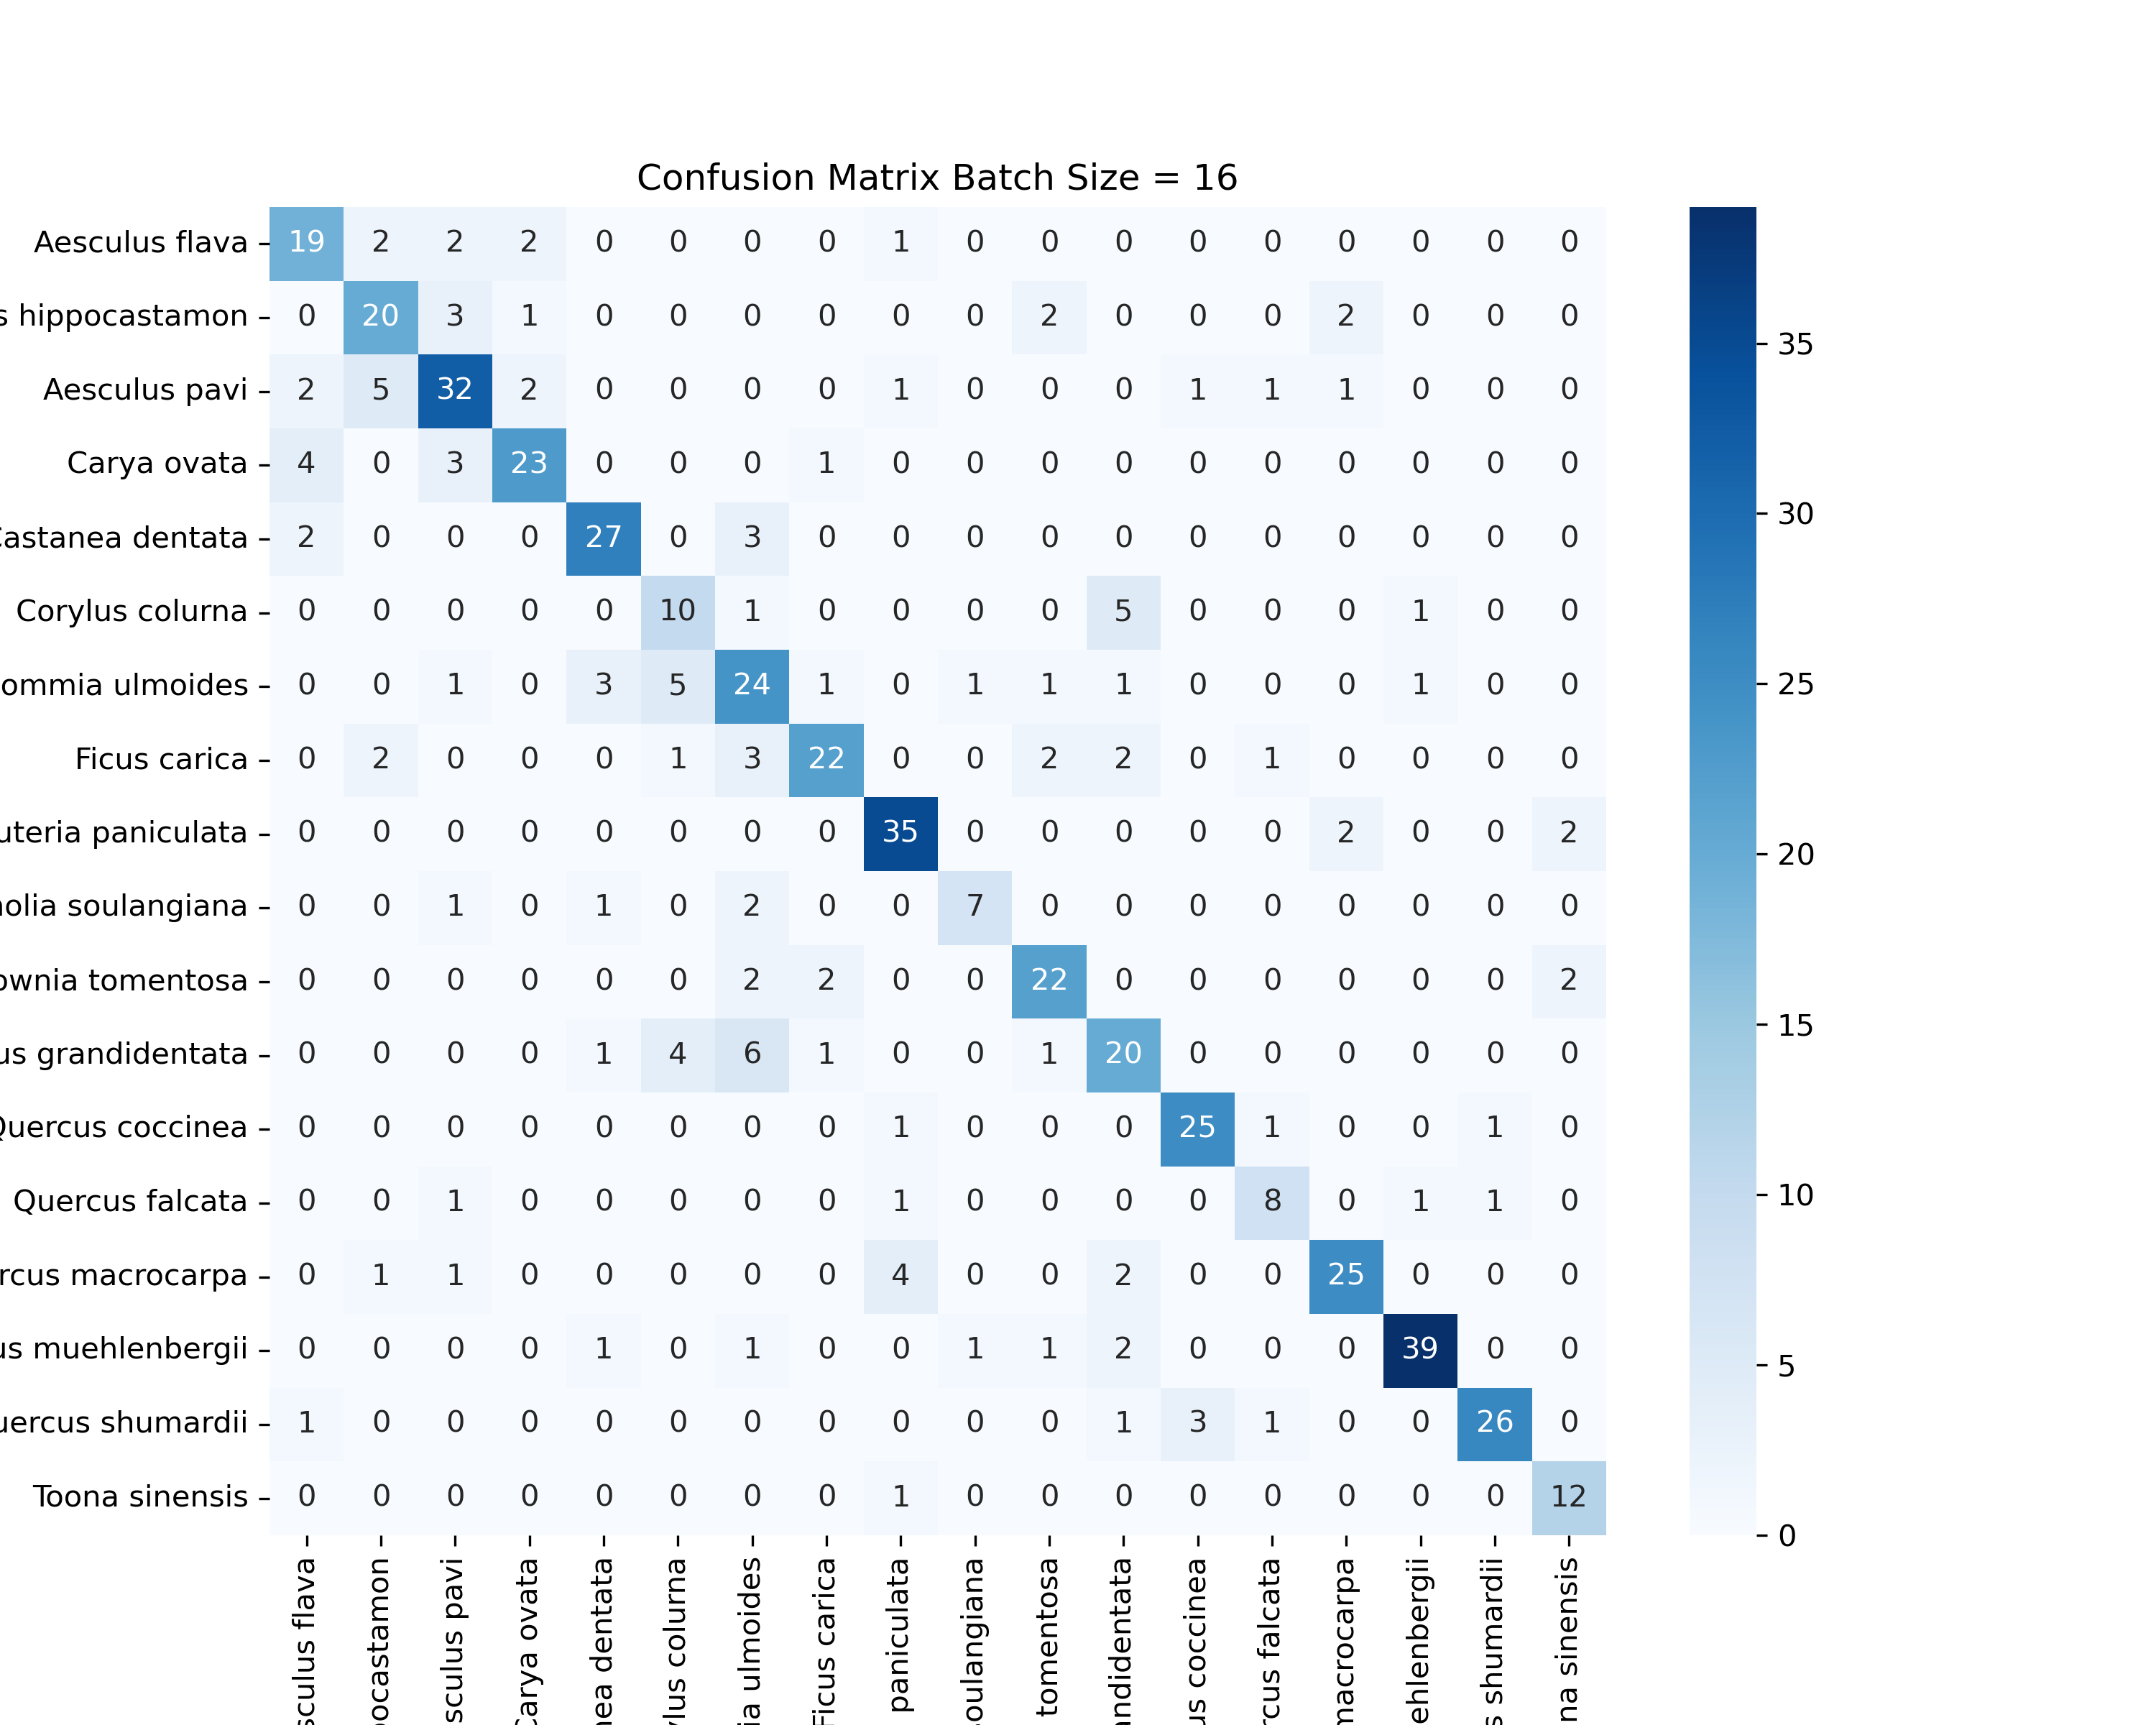 Confusion Matrix Batch Size = 16
Aesculus flava 19 2 2 2 0 0 0 0 1 0 0 0 0 0 0 0 0 0
s hippocastamon 0 20 3 1 0 0 0 0 0 0 2 0 0 0 2 0 0 0
Aesculus pavi 2 5 32 2 0 0 0 0 1 0 0 0 1 1 1 0 0 0
Carya ovata 4 0 3 23 0 0 0 1 0 0 0 0 0 0 0 0 0 0
Castanea dentata 2 0 0 0 27 0 3 0 0 0 0 0 0 0 0 0 0 0
Corylus colurna 0 0 0 0 0 10 1 0 0 0 0 5 0 0 0 1 0 0
ommia ulmoides 0 0 1 0 3 5 24 1 0 1 1 1 0 0 0 1 0 0
Ficus carica 0 2 0 0 0 1 3 22 0 0 2 2 0 1 0 0 0 0
uteria paniculata 0 0 0 0 0 0 0 0 35 0 0 0 0 0 2 0 0 2
nolia soulangiana 0 0 1 0 1 0 2 0 0 7 0 0 0 0 0 0 0 0
ownia tomentosa 0 0 0 0 0 0 2 2 0 0 22 0 0 0 0 0 0 2
us grandidentata 0 0 0 0 1 4 6 1 0 0 1 20 0 0 0 0 0 0
Quercus coccinea 0 0 0 0 0 0 0 0 1 0 0 0 25 1 0 0 1 0
Quercus falcata 0 0 1 0 0 0 0 0 1 0 0 0 0 8 0 1 1 0
rcus macrocarpa 0 1 1 0 0 0 0 0 4 0 0 2 0 0 25 0 0 0
us muehlenbergii 0 0 0 0 1 0 1 0 0 1 1 2 0 0 0 39 0 0
uercus shumardii 1 0 0 0 0 0 0 0 0 0 0 1 3 1 0 0 26 0
Toona sinensis 0 0 0 0 0 0 0 0 1 0 0 0 0 0 0 0 0 12
sculus flava
pocastamon
sculus pavi
Carya ovata
nea dentata
ylus colurna
ia ulmoides
Ficus carica
paniculata
soulangiana
tomentosa
andidentata
us coccinea
rcus falcata
macrocarpa
ehlenbergii
s shumardii
na sinensis
35
30
25
20
15
10
5
0